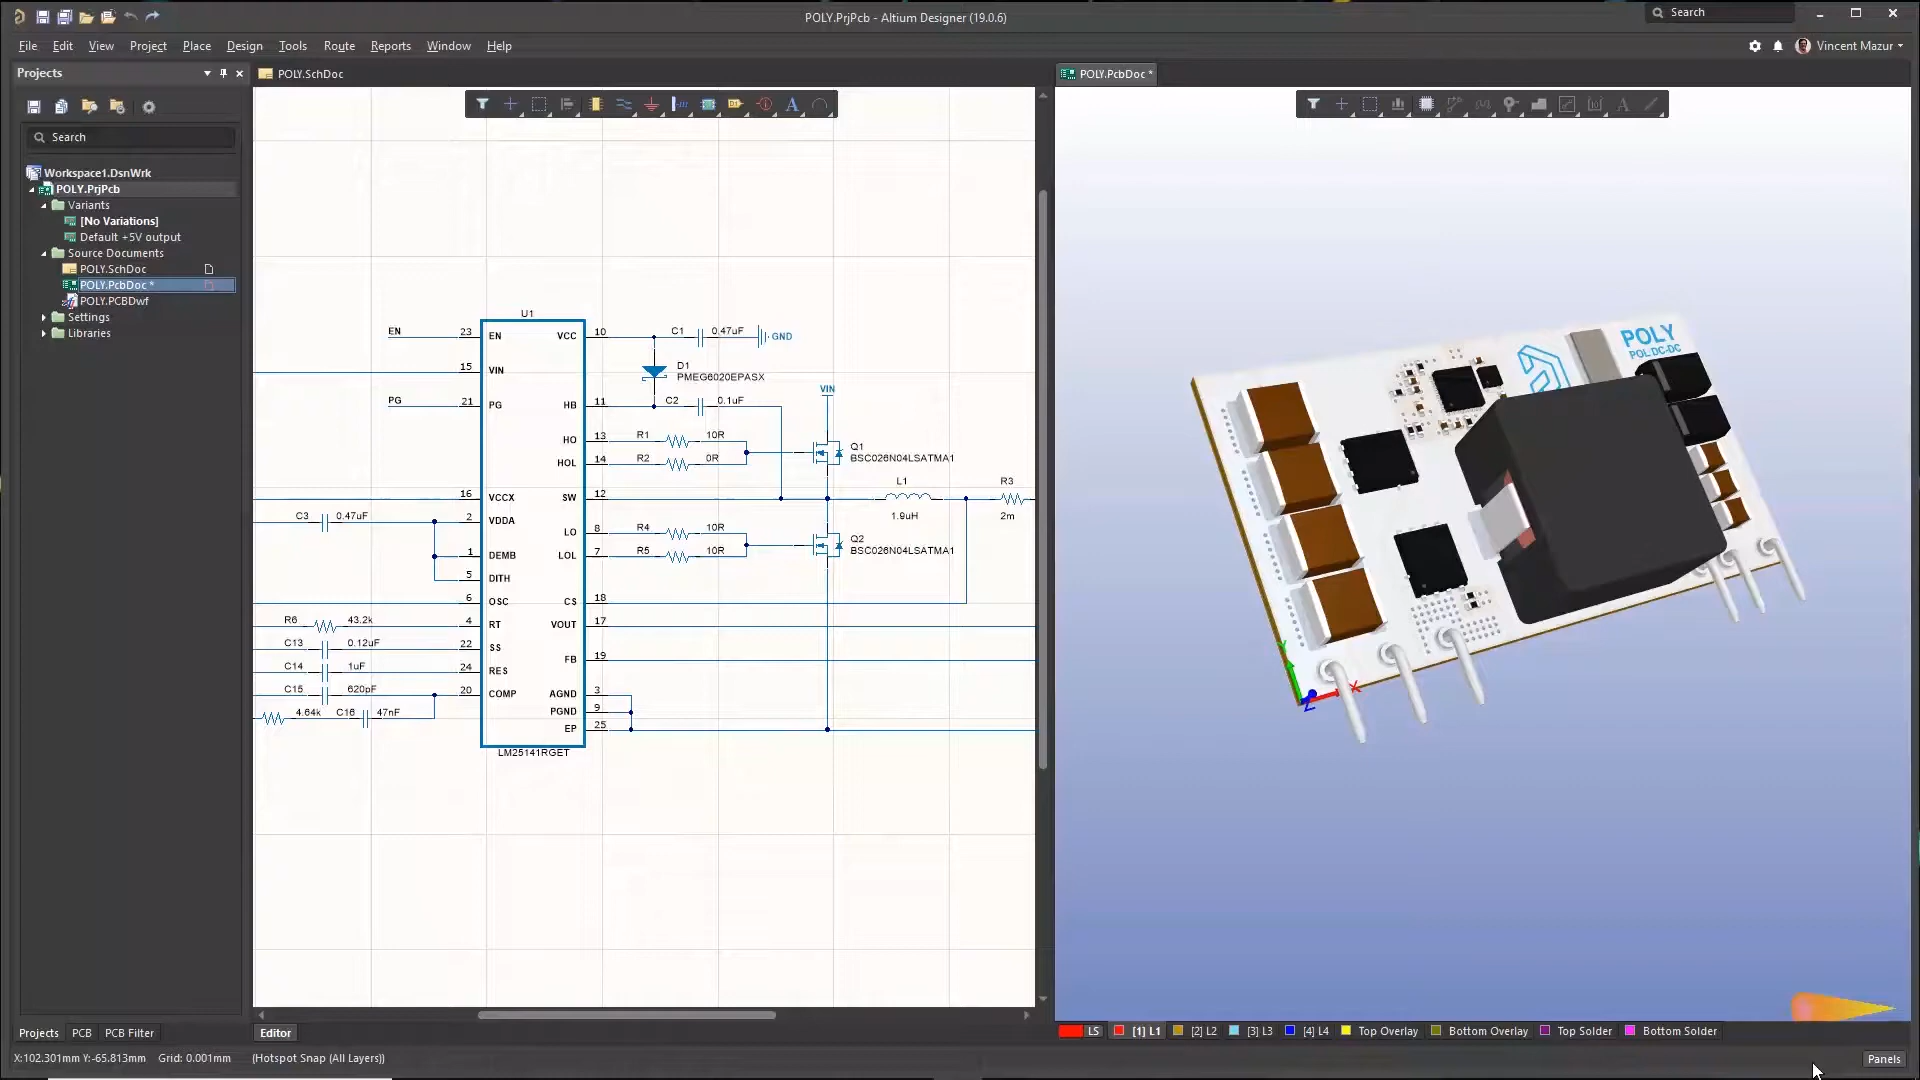 POLY.PrjPcb - Altium Designer (19.0.6)
Search
File Edit View Project Place Design Tools Route Reports Window Help
Vincent Mazur
Projects
POLY.SchDoc
POLY.PcbDoc *
Search
Workspace1.DsnWrk
POLY.PrjPcb
Variants
[No Variations]
Default +5V output
Source Documents
POLY.SchDoc
POLY.PcbDoc *
POLY.PCBDwf
Settings
Libraries
U1
EN 23 EN VCC 10 C1 0.47uF GND
15 VIN D1
PMEG6020EPASX
PG 21 PG HB 11 C2 0.1uF
VIN
HO 13 R1 10R
HOL 14 R2 0R
Q1
BSC026N04LSATMA1
16 VCCX SW 12 L1 R3
1.9uH 2m
C3 0.47uF 2 VDDA
LO 8 R4 10R
1 DEMB LOL 7 R5 10R
Q2
BSC026N04LSATMA1
5 DITH
6 OSC CS 18
R6 43.2k 4 RT VOUT 17
C13 0.12uF 22 SS
FB 19
C14 1uF 24 RES
C15 620pF 20 COMP AGND 3
4.64k C16 47nF PGND 9
EP 25
LM25141RGET
POLY
POL DC-DC
Y
X
Z
Projects PCB PCB Filter
Editor
LS [1] L1 [2] L2 [3] L3 [4] L4 Top Overlay Bottom Overlay Top Solder Bottom Solder
X:102.301mm Y:-65.813mm Grid: 0.001mm (Hotspot Snap (All Layers))
Panels